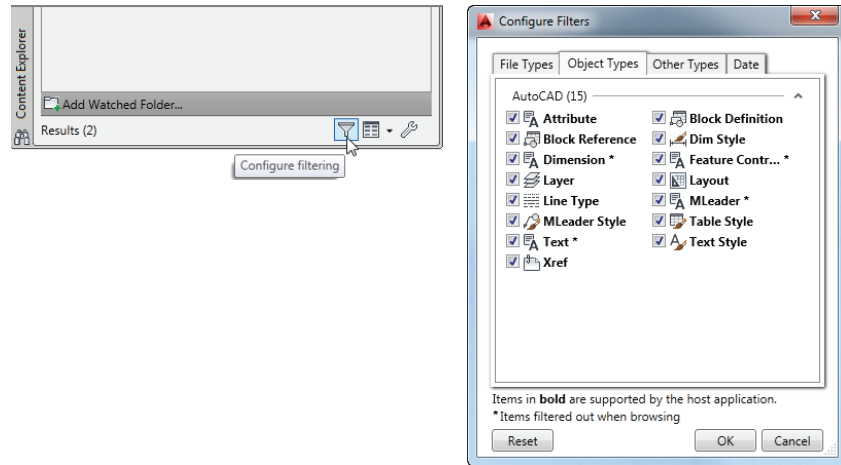 Content Explorer
Add Watched Folder...
Results (2)
Configure filtering
Configure Filters
File Types Object Types Other Types Date
AutoCAD (15)
Attribute Block Definition
Block Reference Dim Style
Dimension * Feature Contr... *
Layer Layout
Line Type MLeader *
MLeader Style Table Style
Text * Text Style
Xref
Items in bold are supported by the host application.
*Items filtered out when browsing
Reset OK Cancel